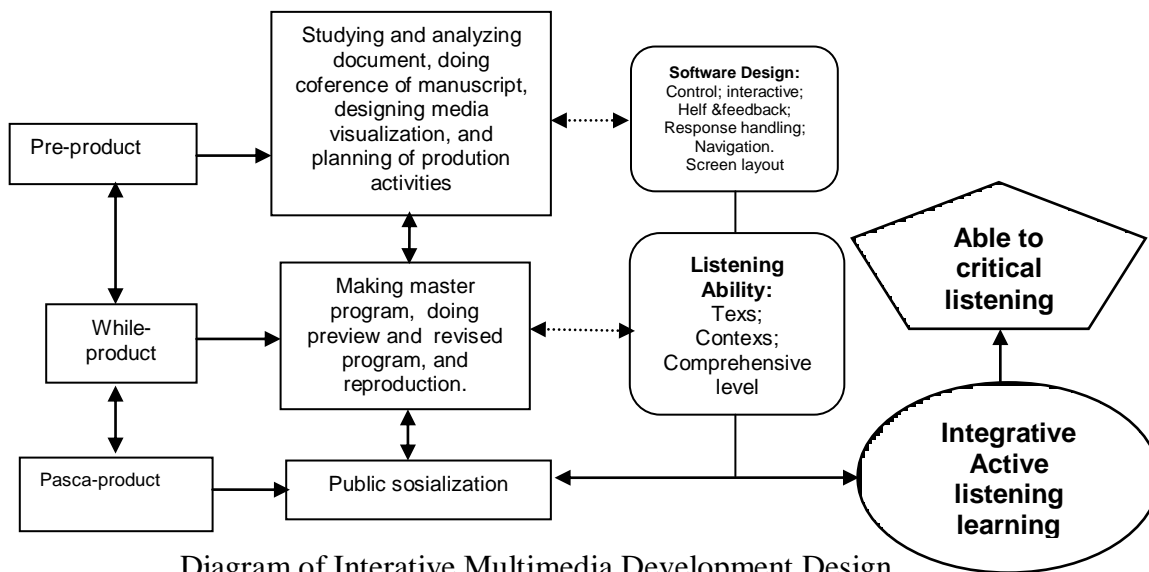 Pre-product
Studying and analyzing
document, doing
coference of manuscript,
designing media
visualization, and
planning of prodution
activities
Software Design:
Control; interactive;
Helf &feedback;
Response handling;
Navigation.
Screen layout
While-
product
Making master
program, doing
preview and revised
program, and
reproduction.
Listening
Ability:
Texs;
Contexs;
Comprehensive
level
Able to
critical
listening
Pasca-product
Public sosialization
Integrative
Active
listening
learning
Diagram of Interative Multimedia Development Design